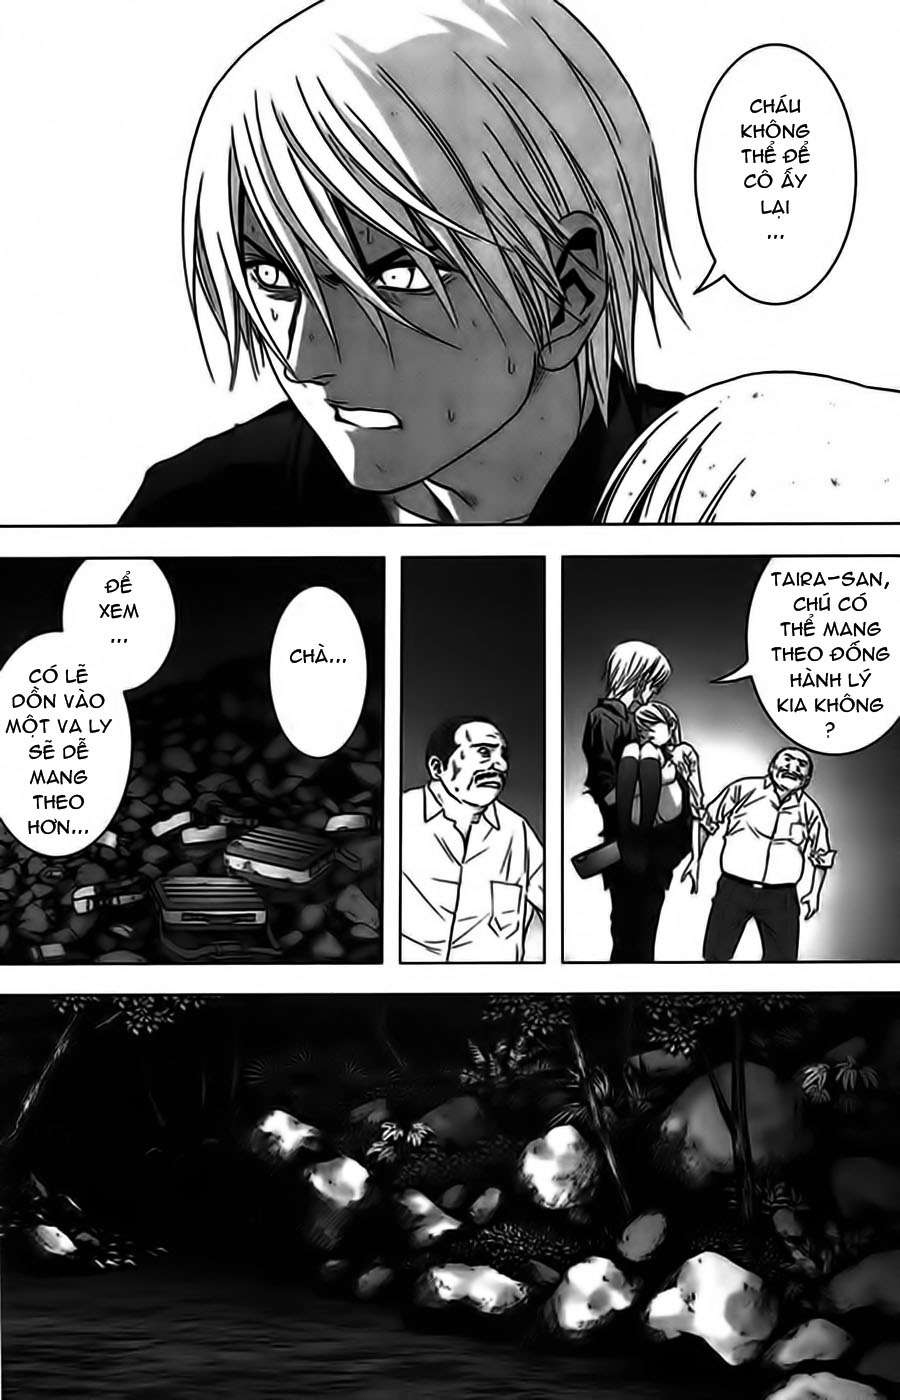 CHÁU
KHÔNG
THỂ ĐỂ
CÔ ẤY
LẠI
...
TAIRA-SAN,
CHÚ CÓ
THỂ MANG
THEO ĐỐNG
HÀNH LÝ
KIA KHÔNG
?
CHÀ...
ĐỂ
XEM
...
CÓ LẼ
DỒN VÀO
MỘT VA LY
SẼ DỄ
MANG
THEO
HƠN...